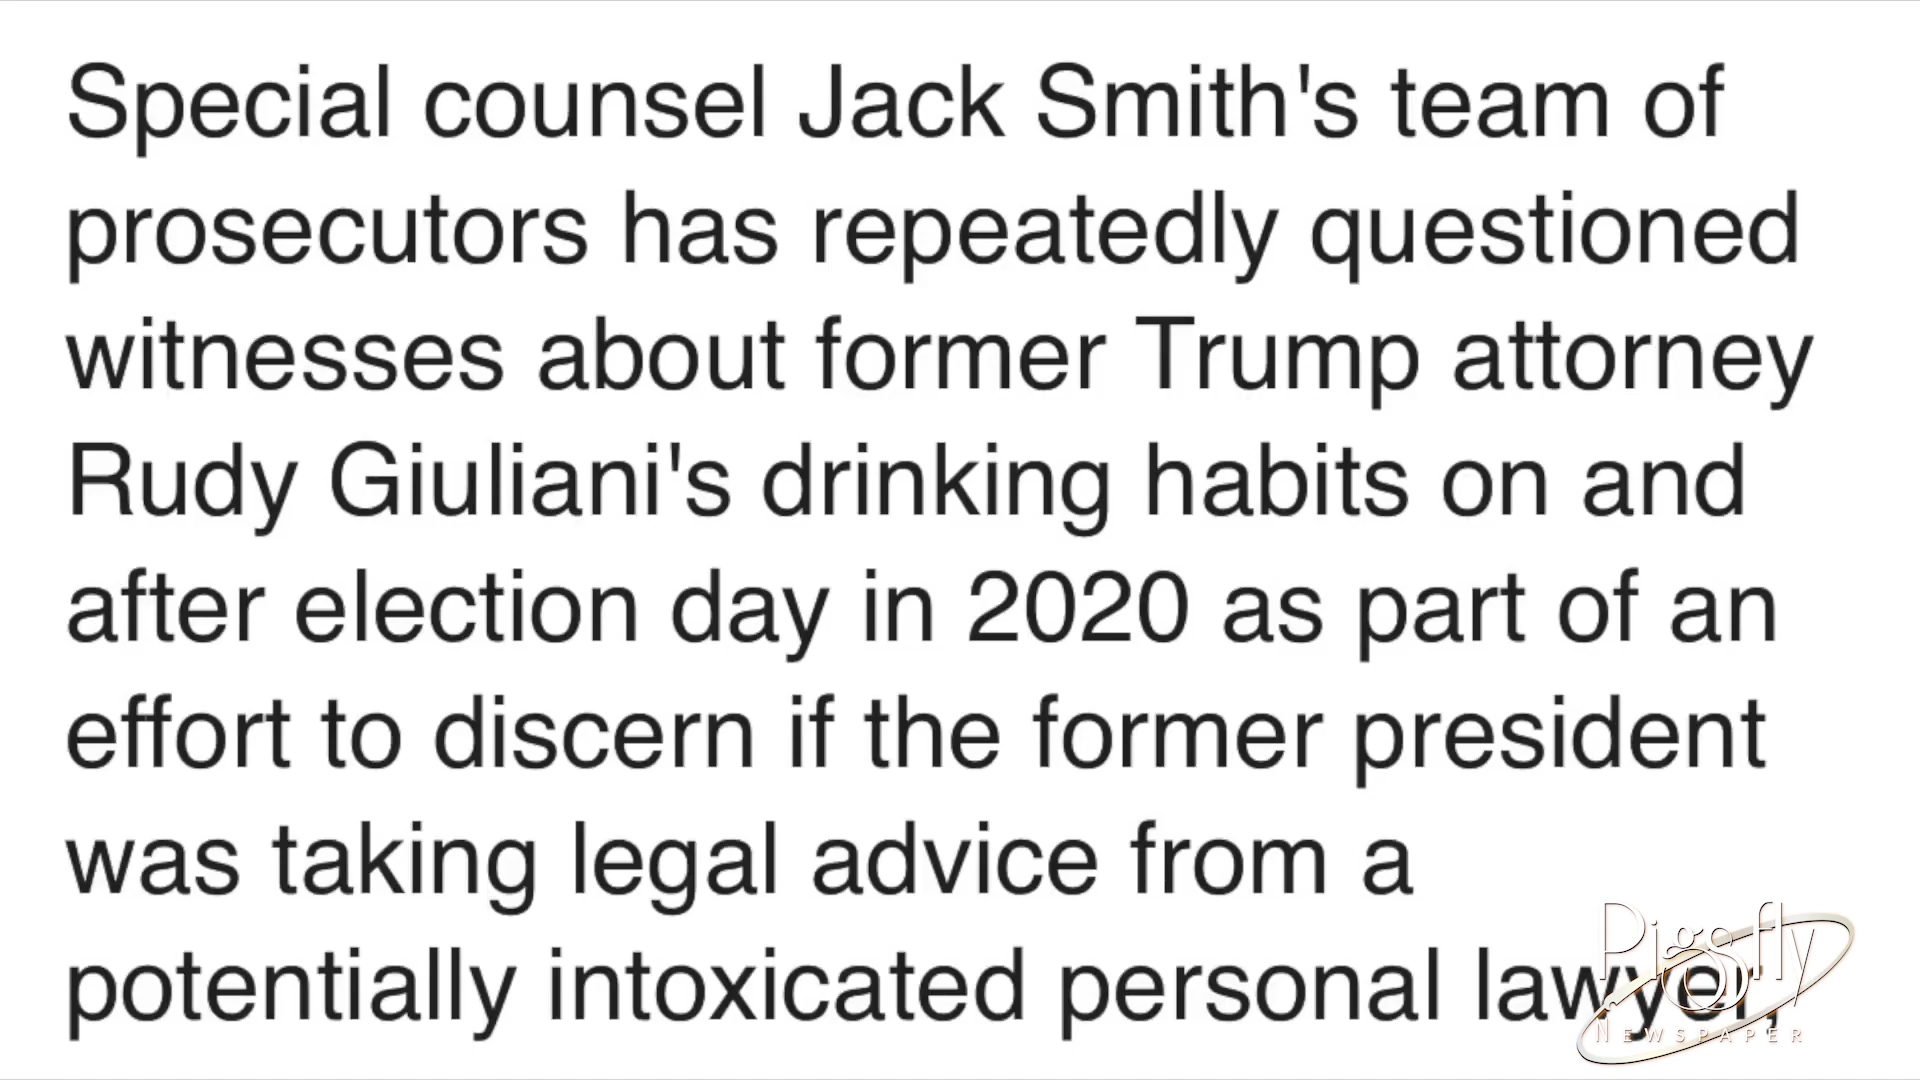 Special counsel Jack Smith's team of
prosecutors has repeatedly questioned
witnesses about former Trump attorney
Rudy Giuliani's drinking habits on and
after election day in 2020 as part of an
effort to discern if the former president
was taking legal advice from a
potentially intoxicated personal lawyer,
Pigsfly
NEWSPAPER